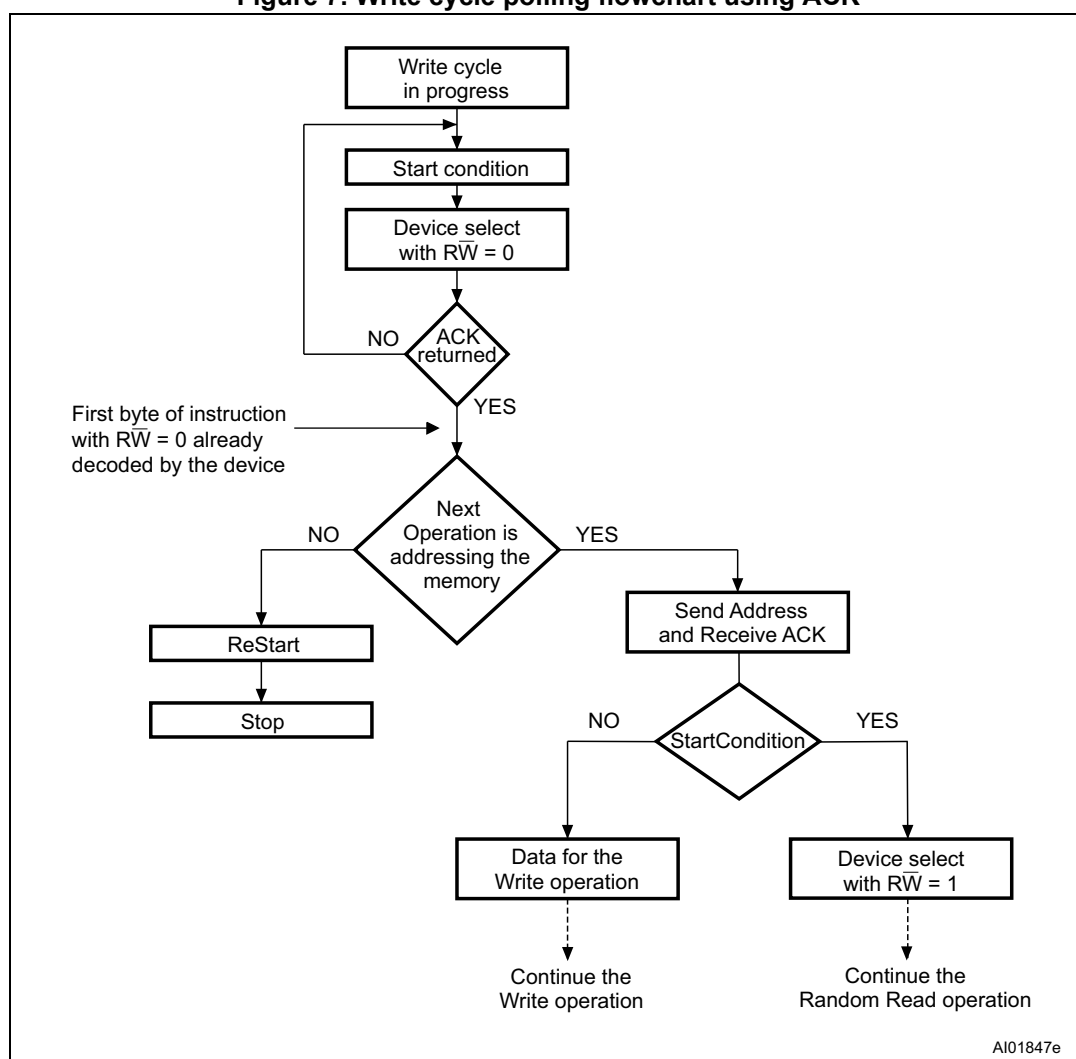 Figure 7. Write cycle polling flowchart using ACK
Write cycle
in progress
Start condition
Device select
with RW̅ = 0
NO
ACK
returned
YES
First byte of instruction
with RW̅ = 0 already
decoded by the device
Next
Operation is
addressing the
memory
NO
YES
ReStart
Stop
Send Address
and Receive ACK
NO
StartCondition
YES
Data for the
Write operation
Device select
with RW̅ = 1
Continue the
Write operation
Continue the
Random Read operation
AI01847e